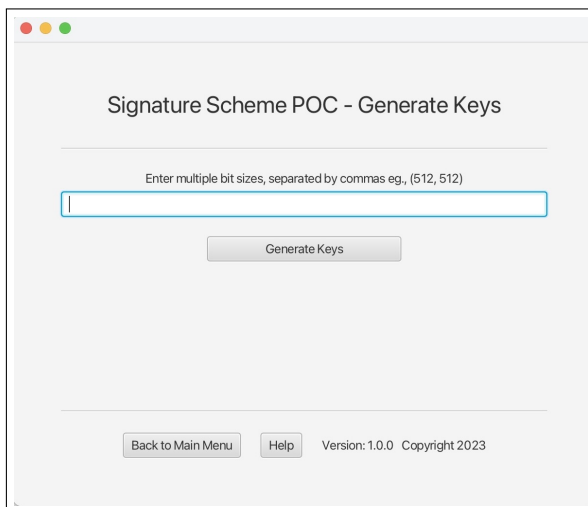 Signature Scheme POC - Generate Keys
Enter multiple bit sizes, separated by commas eg., (512, 512)
Generate Keys
Back to Main Menu Help Version: 1.0.0 Copyright 2023